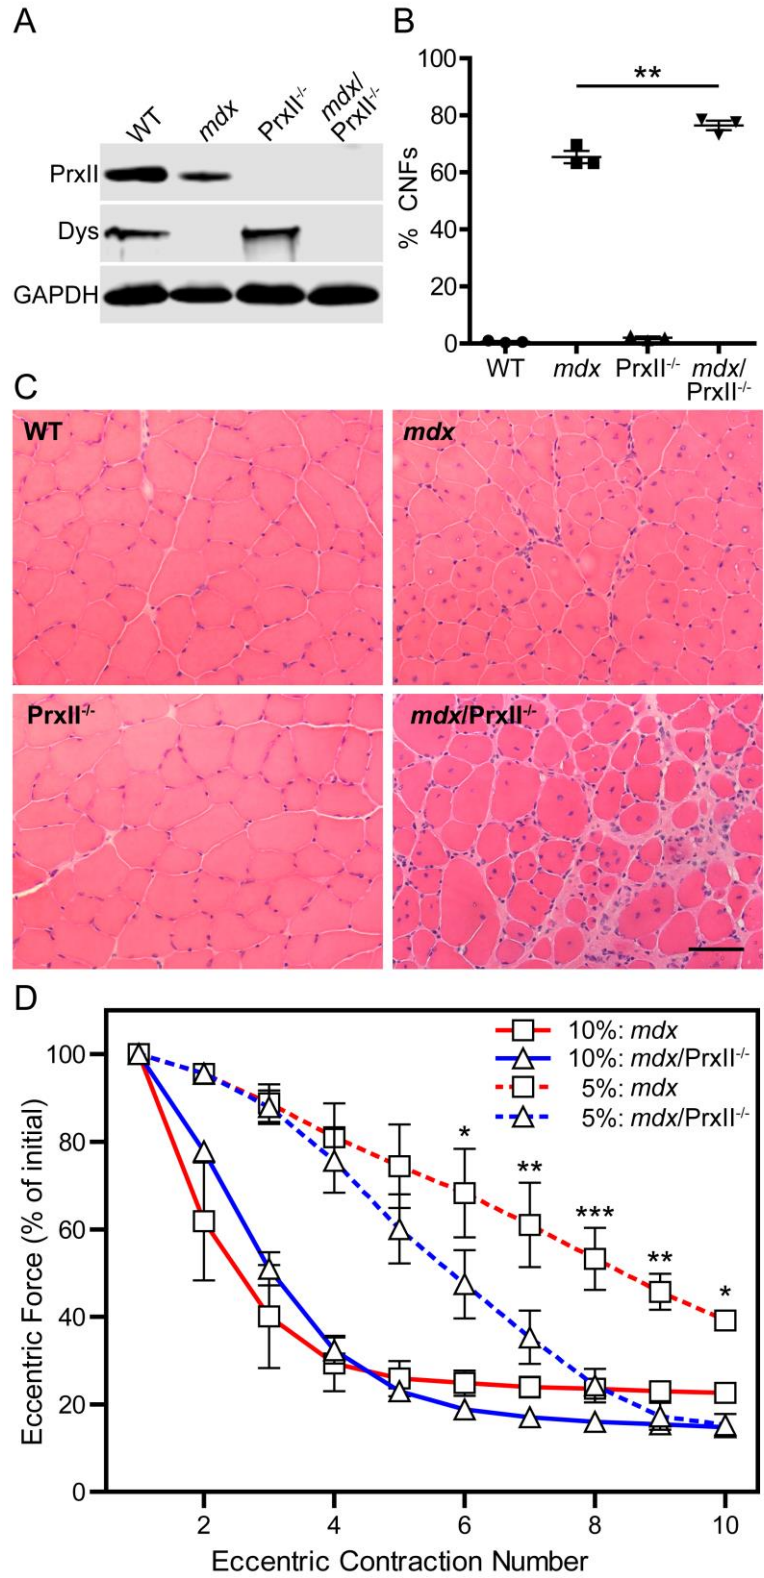 A
WT
mdx
PrxII-/-
mdx/
PrxII-/-
PrxII
Dys
GAPDH
B
100
80
60
40
20
0
% CNFs
**
WT
mdx
PrxII-/-
mdx/
PrxII-/-
C
WT
mdx
PrxII-/-
mdx/PrxII-/-
D
10%: mdx
10%: mdx/PrxII-/-
5%: mdx
5%: mdx/PrxII-/-
100
80
60
40
20
0
Eccentric Force (% of initial)
*
**
***
**
*
2
4
6
8
10
Eccentric Contraction Number